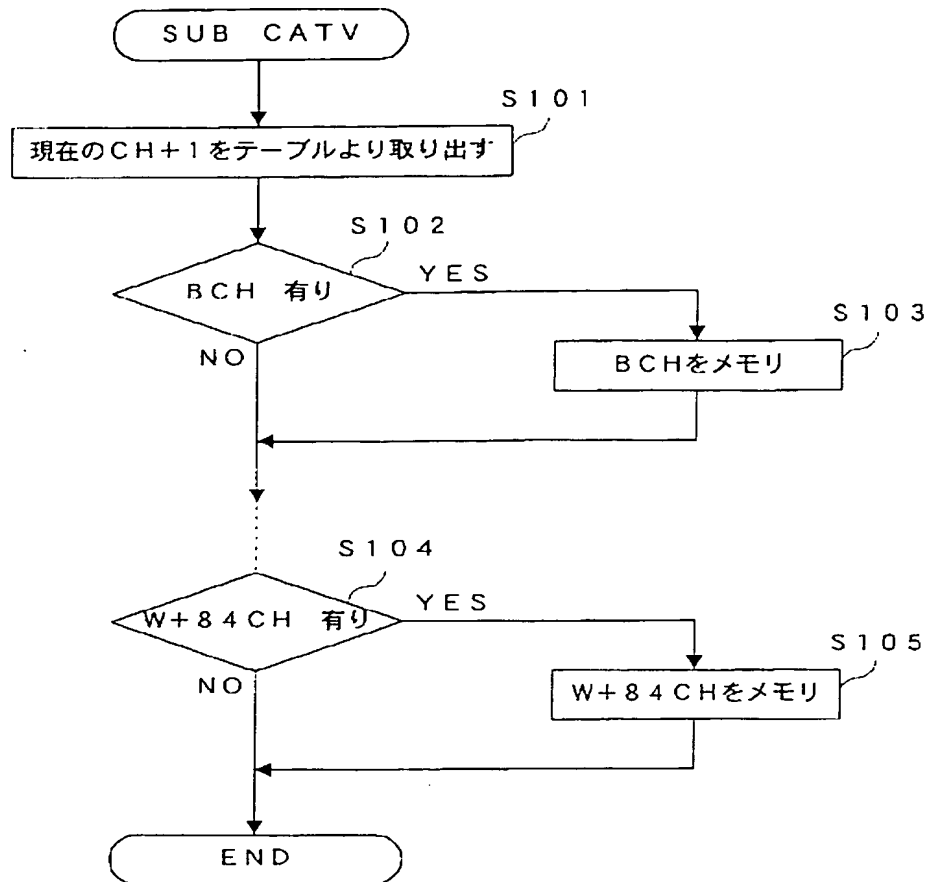 SUB CATV
S101
現在のCH+1をテーブルより取り出す
S102
BCH 有り
YES
NO
S103
BCHをメモリ
S104
W+84CH 有り
YES
NO
S105
W+84CHをメモリ
END